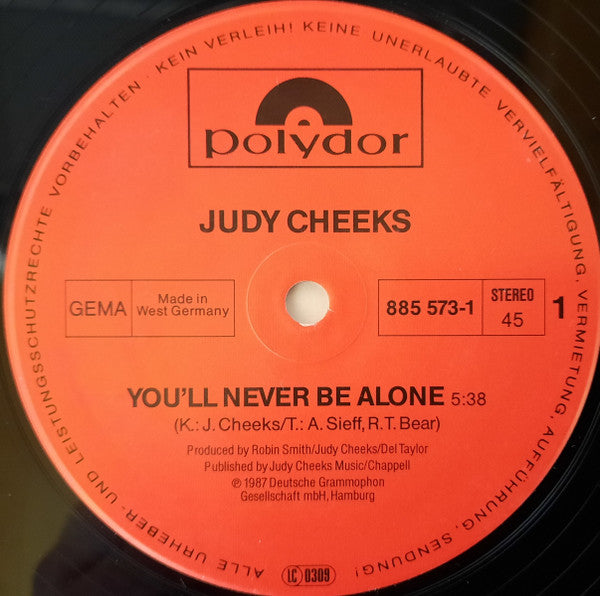 ALLE URHEBER- UND LEISTUNGSSCHUTZRECHTE VORBEHALTEN · KEIN VERLEIH! KEINE UNERLAUBTE VERVIELFÄLTIGUNG, VERMIETUNG, AUFFÜHRUNG, SENDUNG!
polydor
JUDY CHEEKS
GEMA
Made in
West Germany
885 573-1
STEREO
45
1
YOU'LL NEVER BE ALONE 5:38
(K.: J. Cheeks/T.: A. Sieff, R.T. Bear)
Produced by Robin Smith/Judy Cheeks/Del Taylor
Published by Judy Cheeks Music/Chappell
℗ 1987 Deutsche Grammophon
Gesellschaft mbH, Hamburg
LC 0309